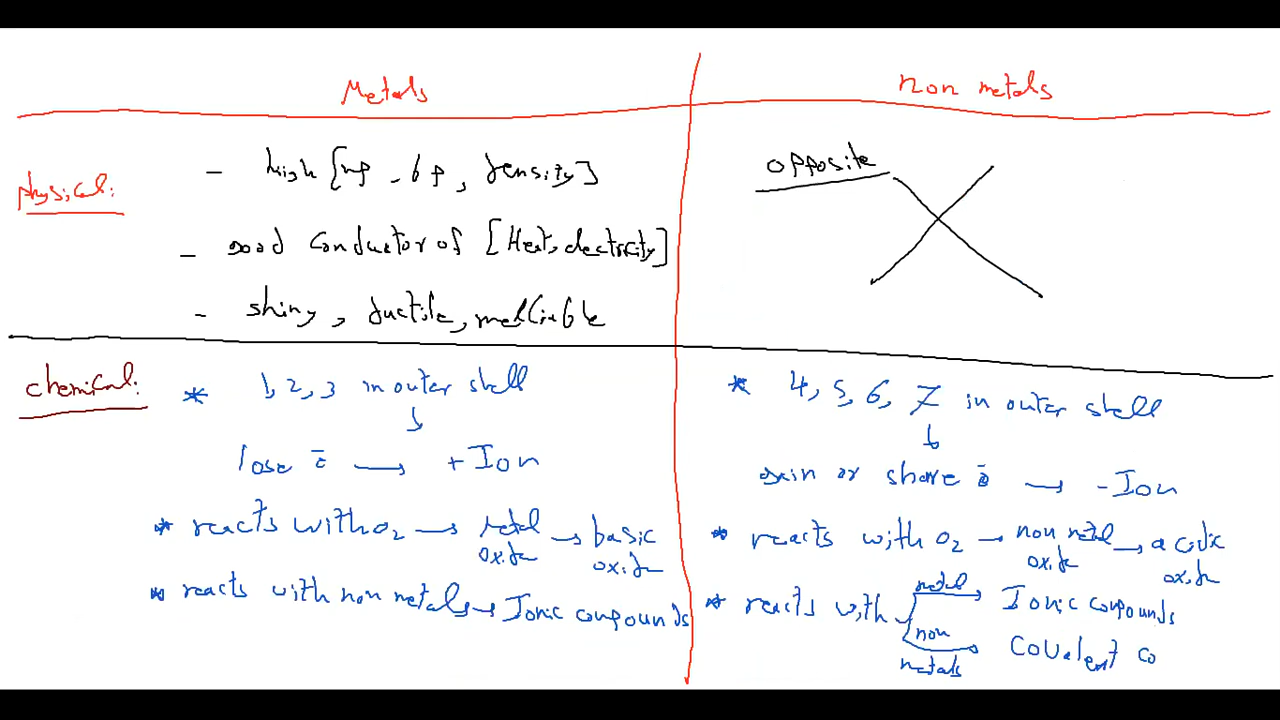 Metals
Non metals
physical:
- high [mp - bp, density]
- good conductor of [Heat, electricity]
- shiny, ductile, malliable
opposite
chemical:
* 1, 2, 3 in outer shell
lose ē → + Ion
* reacts with O2 → metal oxide → basic oxide
* reacts with non metals → Ionic compounds
* 4, 5, 6, 7 in outer shell
gain or share ē → - Ion
* reacts with O2 → non metal oxide → acidic oxide
* reacts with
metal → Ionic compounds
non metals → Covalent co